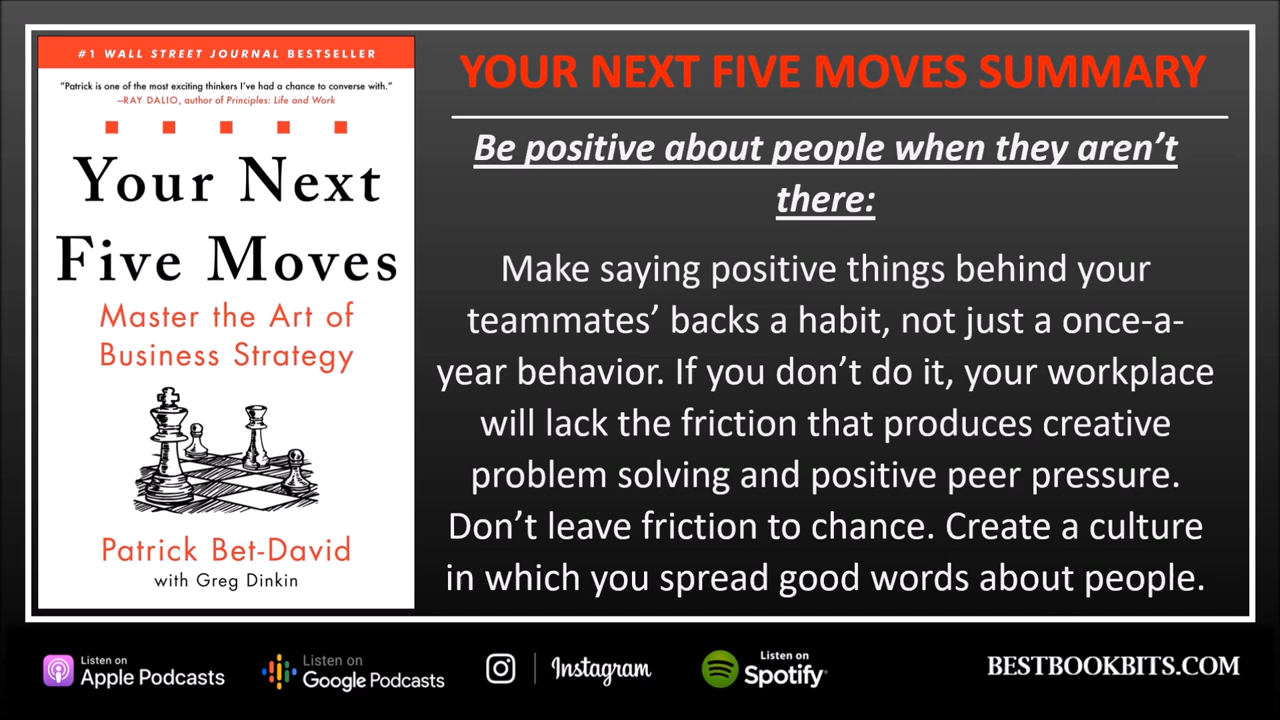 #1 WALL STREET JOURNAL BESTSELLER
“Patrick is one of the most exciting thinkers I’ve had a chance to converse with.”
—RAY DALIO, author of Principles: Life and Work
Your Next
Five Moves
Master the Art of
Business Strategy
Patrick Bet-David
with Greg Dinkin
YOUR NEXT FIVE MOVES SUMMARY
Be positive about people when they aren’t
there:
Make saying positive things behind your
teammates’ backs a habit, not just a once-a-
year behavior. If you don’t do it, your workplace
will lack the friction that produces creative
problem solving and positive peer pressure.
Don’t leave friction to chance. Create a culture
in which you spread good words about people.
Listen on
Apple Podcasts
Listen on
Google Podcasts
Instagram
Listen on
Spotify
BESTBOOKBITS.COM